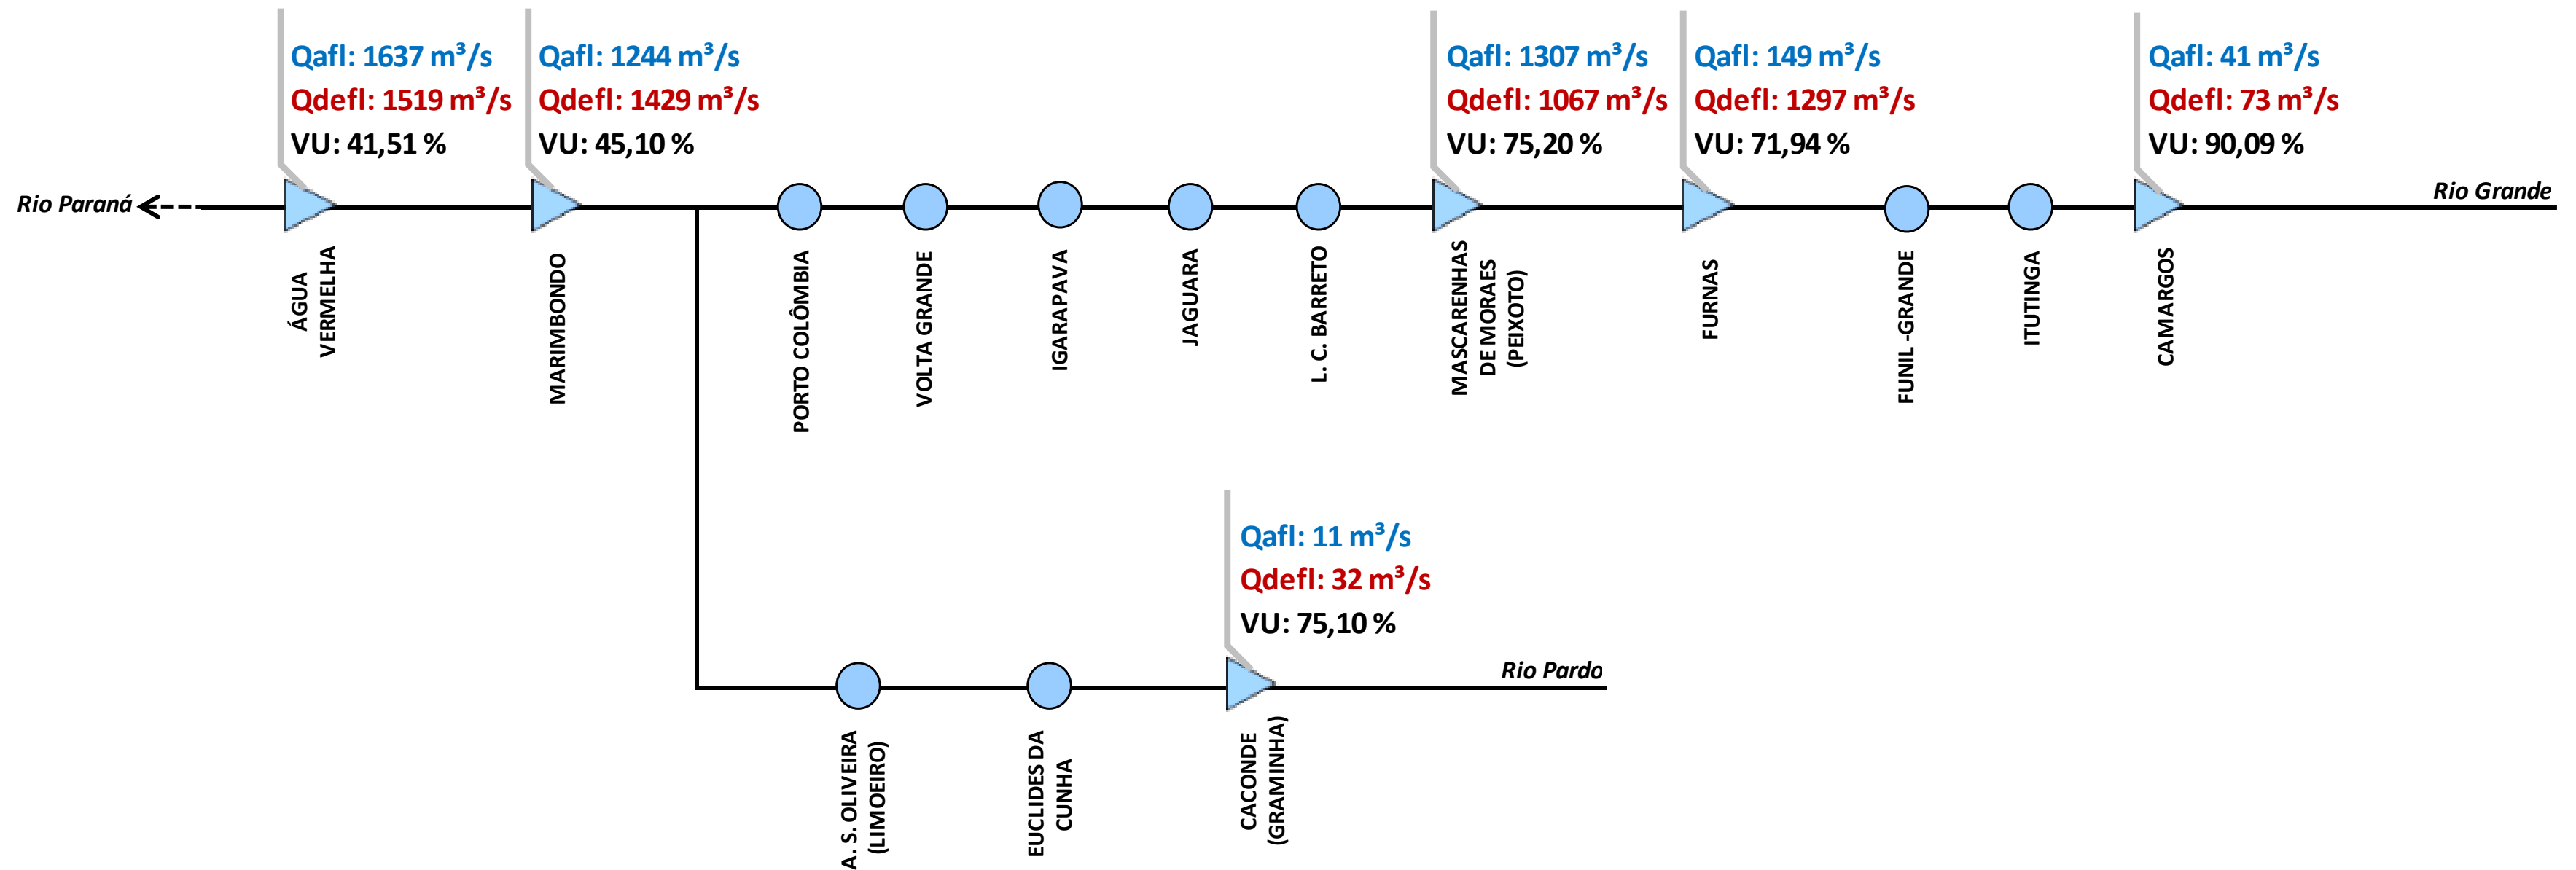 Qafl: 1637 m³/s
Qdefl: 1519 m³/s
VU: 41,51 %
Qafl: 1244 m³/s
Qdefl: 1429 m³/s
VU: 45,10 %
Qafl: 1307 m³/s
Qdefl: 1067 m³/s
VU: 75,20 %
Qafl: 149 m³/s
Qdefl: 1297 m³/s
VU: 71,94 %
Qafl: 41 m³/s
Qdefl: 73 m³/s
VU: 90,09 %
Rio Paraná
Rio Grande
ÁGUA
VERMELHA
MARIMBONDO
PORTO COLÔMBIA
VOLTA GRANDE
IGARAPAVA
JAGUARA
L. C. BARRETO
MASCARENHAS
DE MORAES
(PEIXOTO)
FURNAS
FUNIL -GRANDE
ITUTINGA
CAMARGOS
Qafl: 11 m³/s
Qdefl: 32 m³/s
VU: 75,10 %
Rio Pardo
A. S. OLIVEIRA
(LIMOEIRO)
EUCLIDES DA
CUNHA
CACONDE
(GRAMINHA)